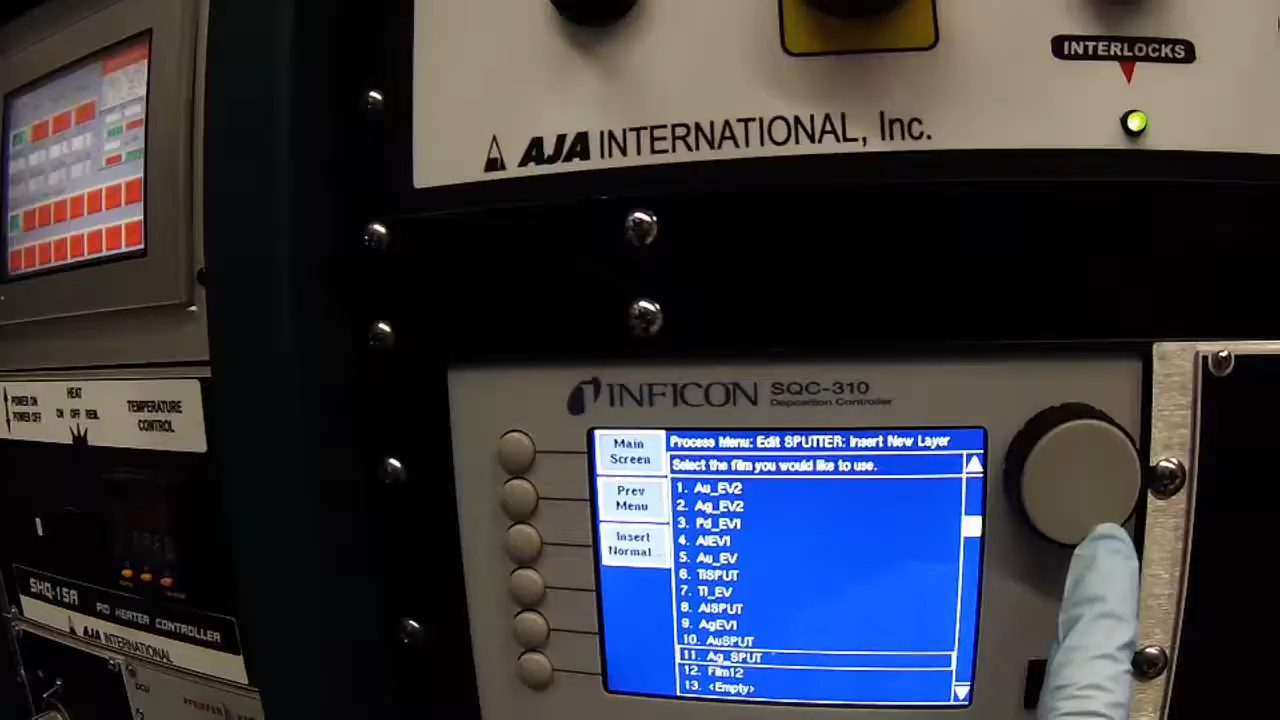 INTERLOCKS
AJA INTERNATIONAL, Inc.
INFICON SQC-310
Deposition Controller
Main Screen
Prev Menu
Insert Normal...
Process Menu: Edit SPUTTER: Insert New Layer
Select the film you would like to use.
1. Au_EV2
2. Ag_EV2
3. Pd_EV1
4. AlEV1
5. Au_EV
6. TiSPUT
7. Ti_EV
8. AlSPUT
9. AgEV1
10. AuSPUT
11. Ag_SPUT
12. Film12
13. <Empty>
POWER ON
POWER OFF
HEAT
ON OFF REM.
TEMPERATURE CONTROL
SHQ-15A PID HEATER CONTROLLER
AJA INTERNATIONAL